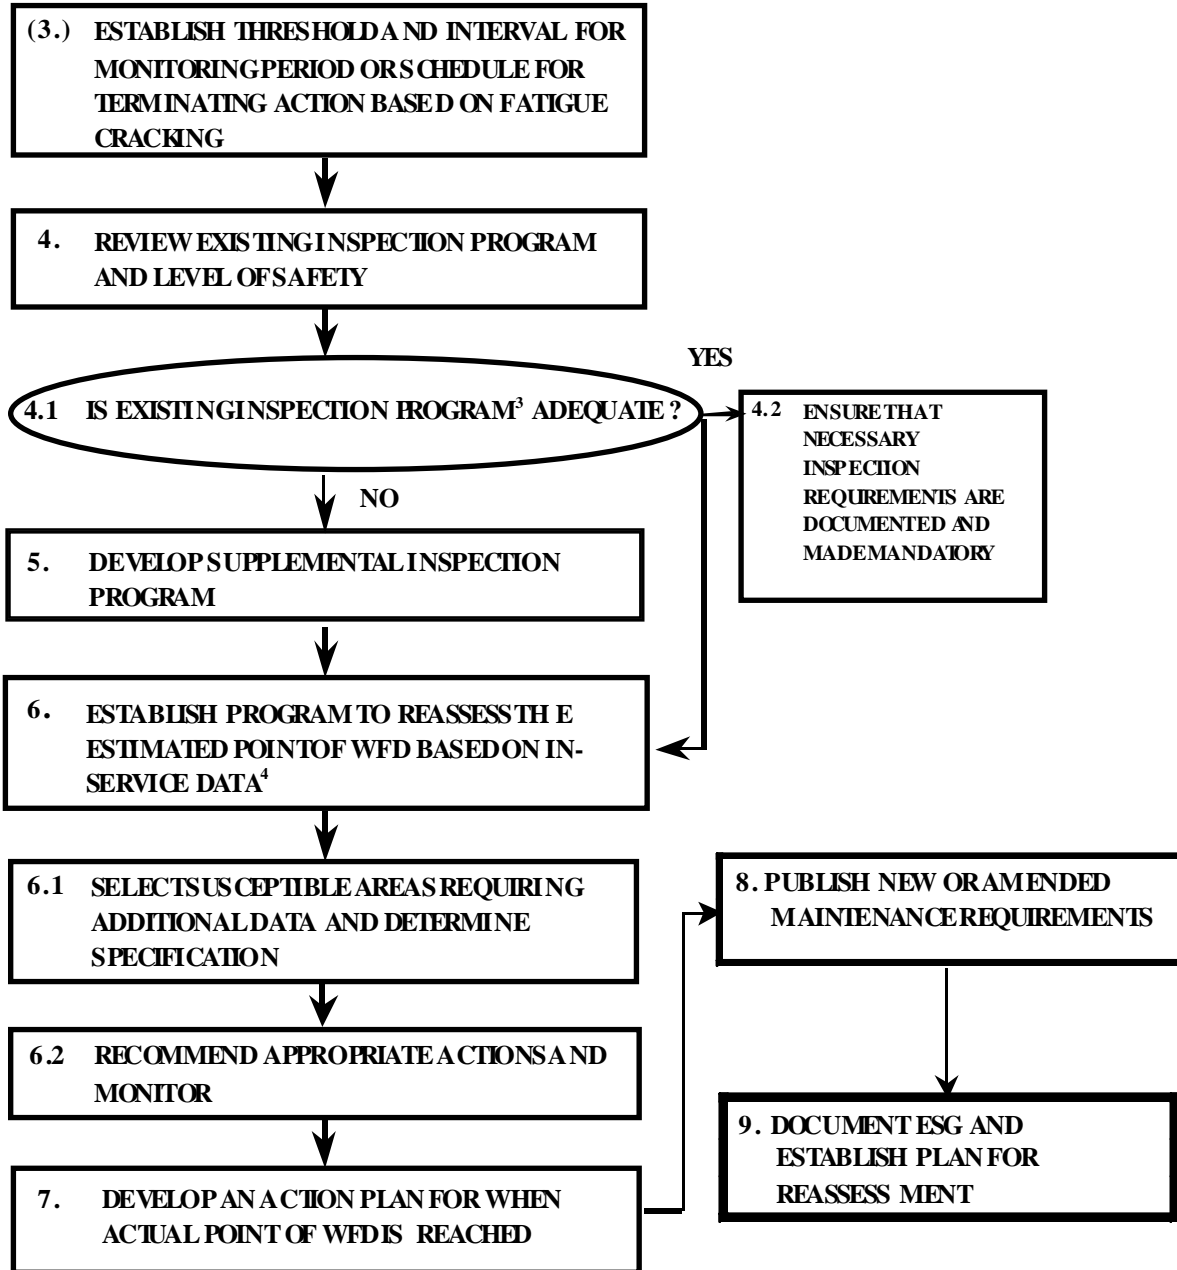 (3.) ESTABLISH THRESHOLD AND INTERVAL FOR
MONITORING PERIOD OR SCHEDULE FOR
TERMINATING ACTION BASED ON FATIGUE
CRACKING
4. REVIEW EXISTING INSPECTION PROGRAM
AND LEVEL OF SAFETY
YES
4.1 IS EXISTING INSPECTION PROGRAM³ ADEQUATE ?
4.2 ENSURE THAT
NECESSARY
INSPECTION
REQUIREMENTS ARE
DOCUMENTED AND
MADE MANDATORY
NO
5. DEVELOP SUPPLEMENTAL INSPECTION
PROGRAM
6. ESTABLISH PROGRAM TO REASSESS THE
ESTIMATED POINT OF WFD BASED ON IN-
SERVICE DATA⁴
6.1 SELECT SUSCEPTIBLE AREAS REQUIRING
ADDITIONAL DATA AND DETERMINE
SPECIFICATION
6.2 RECOMMEND APPROPRIATE ACTIONS AND
MONITOR
7. DEVELOP AN ACTION PLAN FOR WHEN
ACTUAL POINT OF WFD IS REACHED
8. PUBLISH NEW OR AMENDED
MAINTENANCE REQUIREMENTS
9. DOCUMENT ESG AND
ESTABLISH PLAN FOR
REASSESSMENT